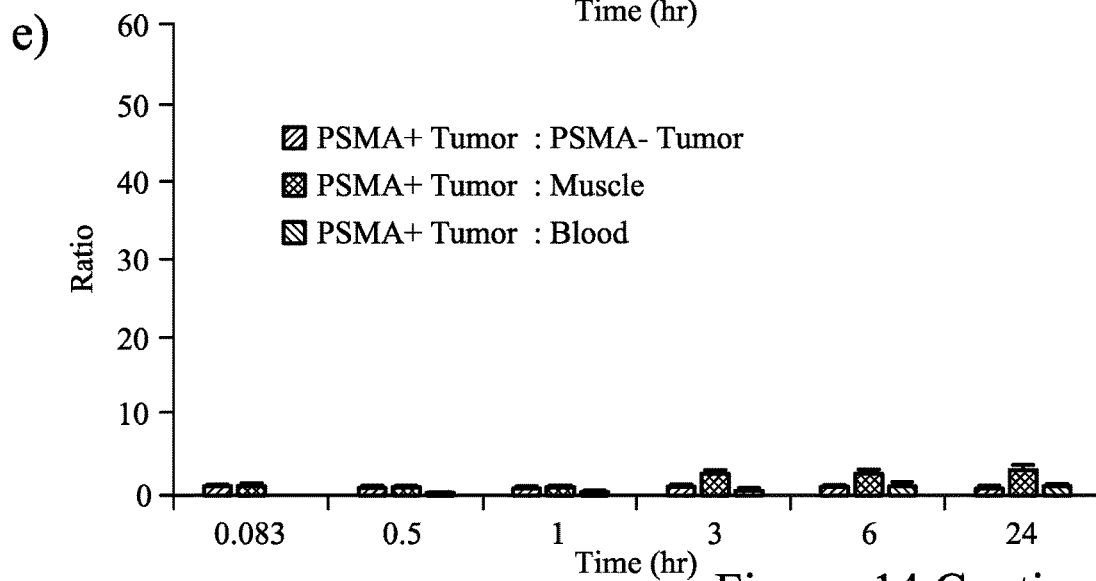 Time (hr)
e)
60
50
40
30
20
10
0
Ratio
PSMA+ Tumor : PSMA- Tumor
PSMA+ Tumor : Muscle
PSMA+ Tumor : Blood
0.083 0.5 1 3 6 24
Time (hr)